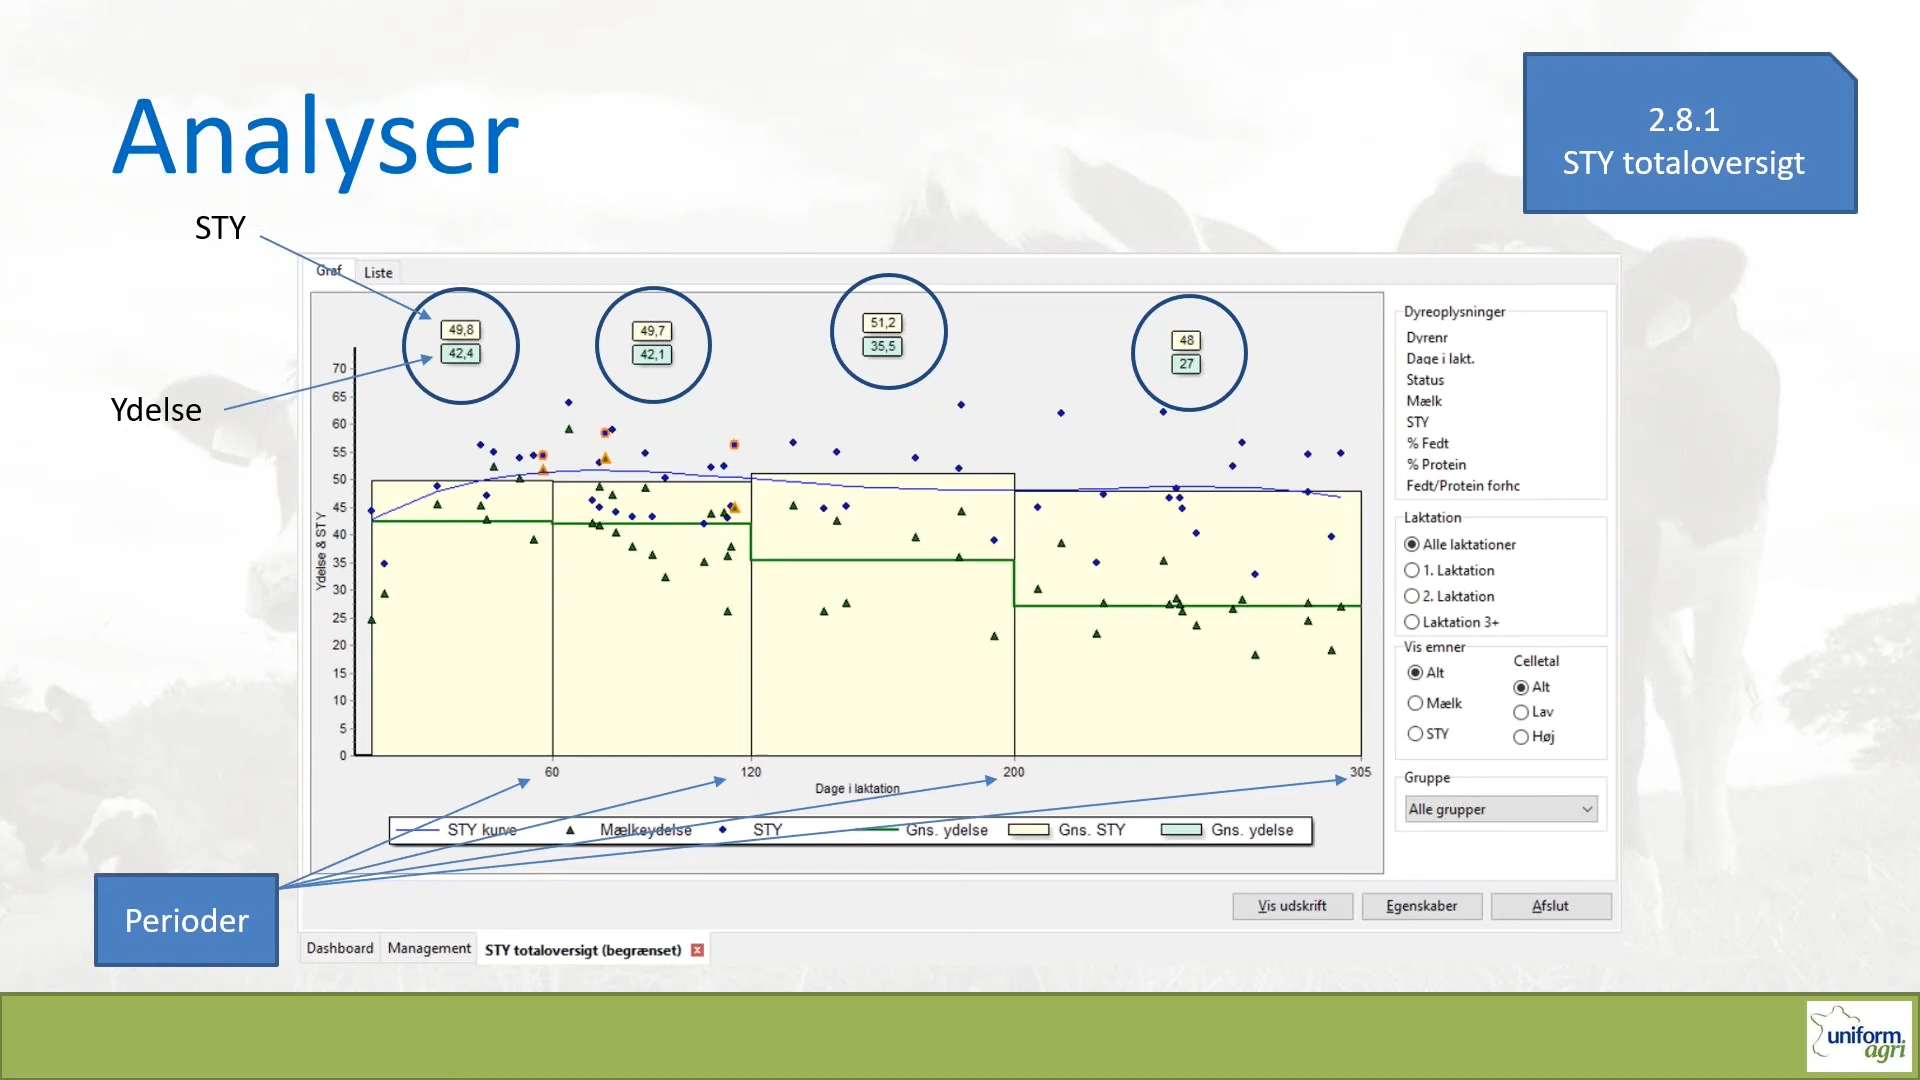 Analyser
2.8.1
STY totaloversigt
STY
Ydelse
Graf
Liste
49,8
42,4
49,7
42,1
51,2
35,5
48
27
Ydelse & STY
70
65
60
55
50
45
40
35
30
25
20
15
10
5
0
60
120
200
305
Dage i laktation
STY kurve
Mælkeydelse
STY
Gns. ydelse
Gns. STY
Gns. ydelse
Dyreoplysninger
Dyrenr
Dage i lakt.
Status
Mælk
STY
% Fedt
% Protein
Fedt/Protein forhc
Laktation
Alle laktationer
1. Laktation
2. Laktation
Laktation 3+
Vis emner
Alt
Mælk
STY
Celletal
Alt
Lav
Høj
Gruppe
Alle grupper
Vis udskrift
Egenskaber
Afslut
Perioder
Dashboard
Management
STY totaloversigt (begrænset)
uniform
agri